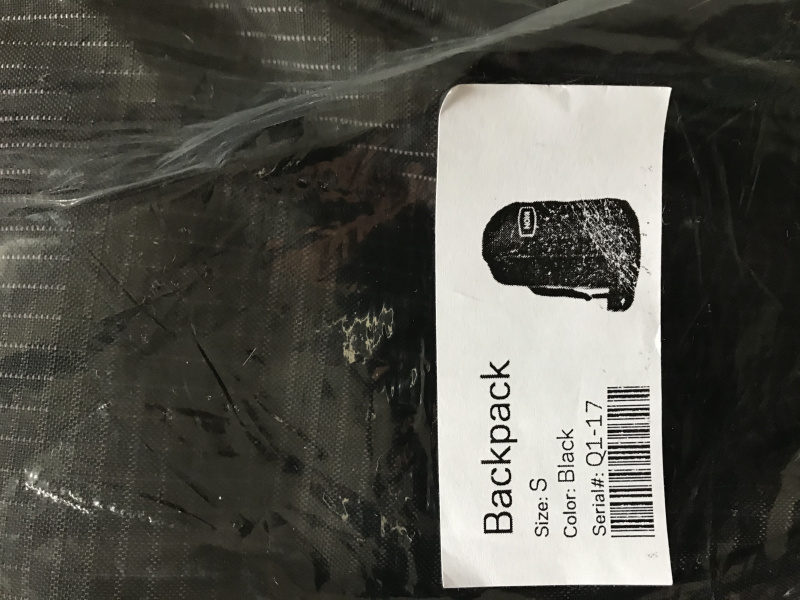 Backpack
Size: S
Color: Black
Serial#: Q1-17